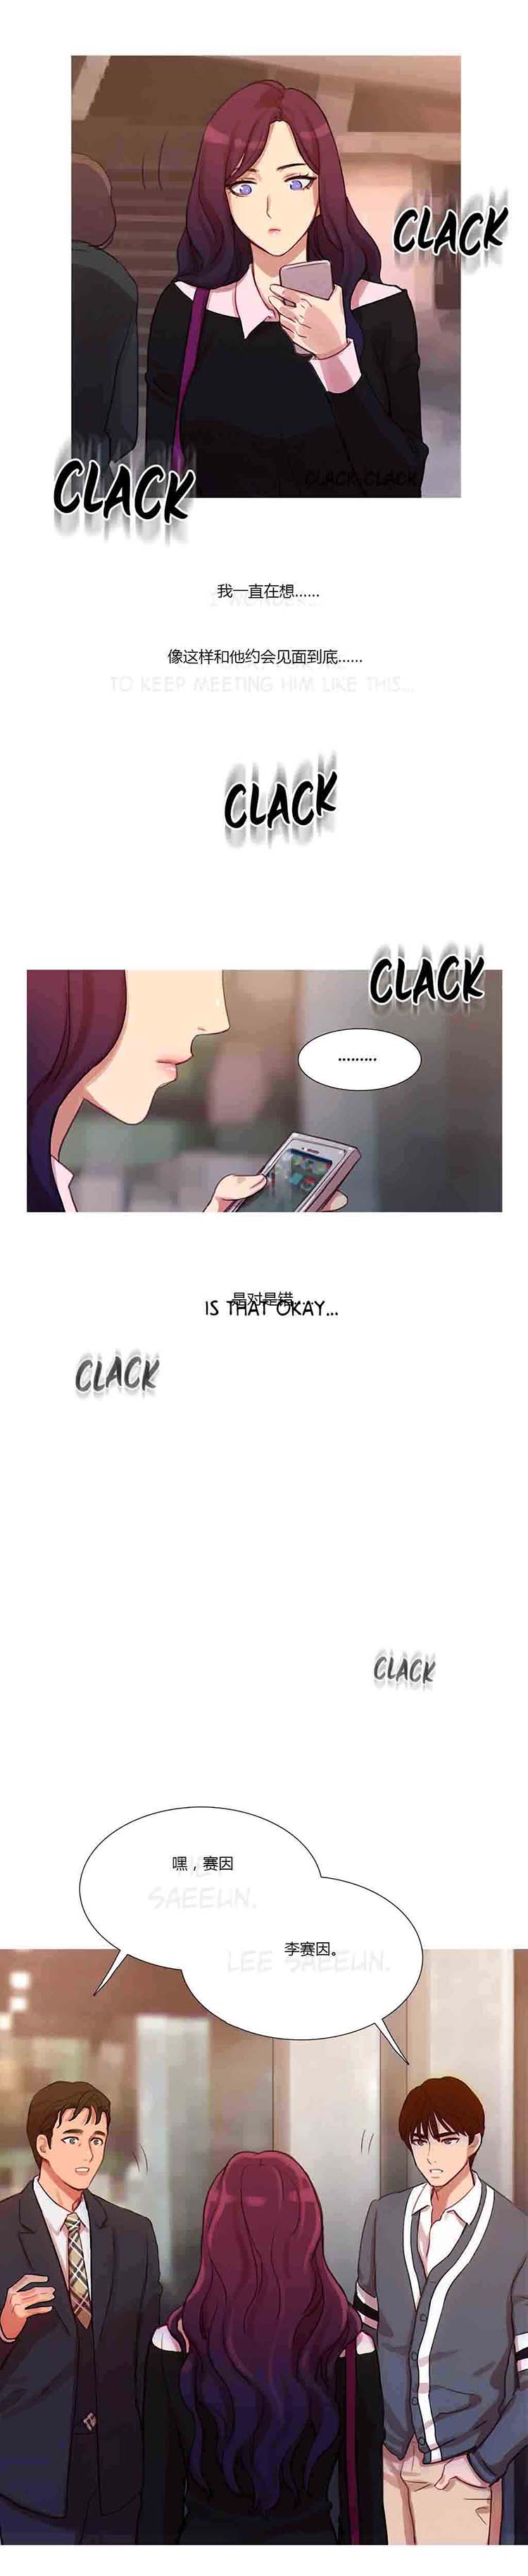 CLACK
CLACK CLACK
CLACK
我一直在想……
I WONDER...
像这样和他约会见面到底……
TO KEEP MEETING HIM LIKE THIS...
CLACK
CLACK
………
是对是错……
IS THAT OKAY...
CLACK
CLACK
嘿，赛因
SAEEUN.
李赛因。
LEE SAEEUN.